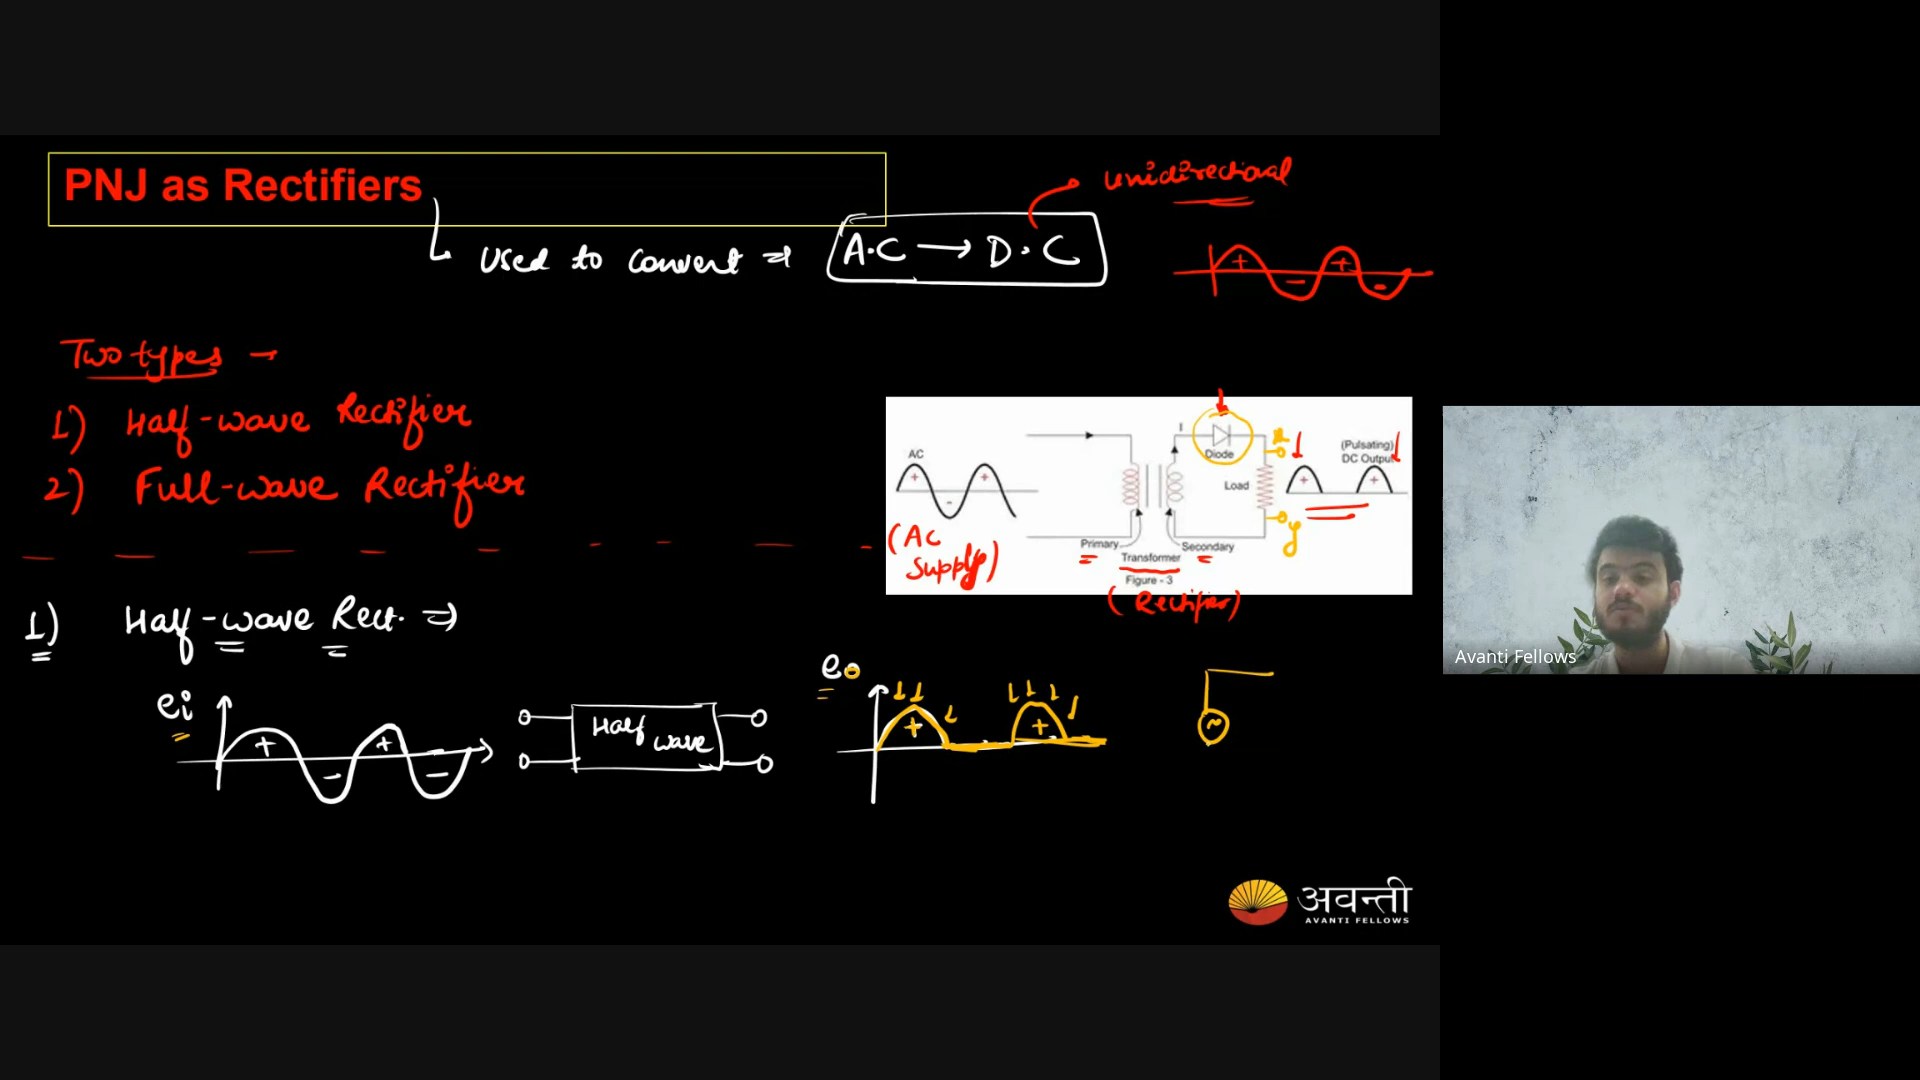 PNJ as Rectifiers
Unidirectional
Used to Convert ⇒ A.C → D.C
+ - + -
Two types →
1) Half-wave Rectifier
2) Full-wave Rectifier
AC
+ - +
(AC Supply)
I
Diode
Load
x
y
(Pulsating)
DC Output
+ +
Primary
Secondary
Transformer
Figure - 3
(Rectifier)
1) Half-wave Rect. ⇒
ei
+ - + -
Half wave
eo
+ +
~
अवन्ती
AVANTI FELLOWS
Avanti Fellows